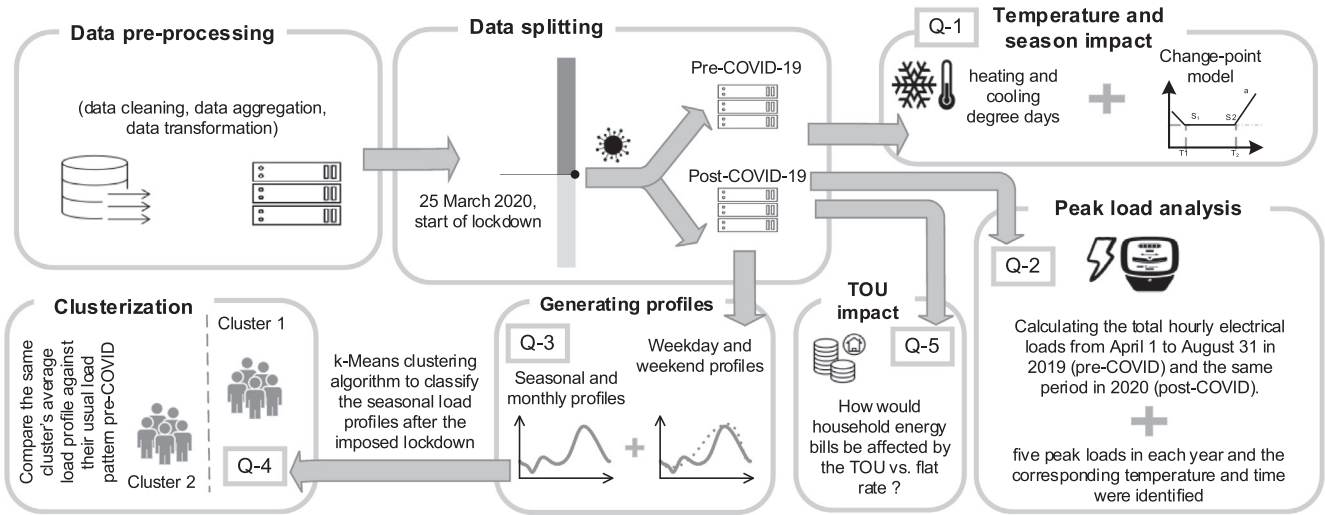 Data pre-processing
(data cleaning, data aggregation,
data transformation)
Data splitting
25 March 2020,
start of lockdown
Pre-COVID-19
Post-COVID-19
Q-1
Temperature and
season impact
heating and
cooling
degree days
Change-point
model
a
S₁
S2
T1
T₂
Peak load analysis
Q-2
Calculating the total hourly electrical
loads from April 1 to August 31 in
2019 (pre-COVID) and the same
period in 2020 (post-COVID).
five peak loads in each year and the
corresponding temperature and time
were identified
TOU
impact
Q-5
How would
household energy
bills be affected by
the TOU vs. flat
rate ?
Generating profiles
Q-3
Seasonal and
monthly profiles
Weekday and
weekend profiles
k-Means clustering
algorithm to classify
the seasonal load
profiles after the
imposed lockdown
Clusterization
Compare the same
cluster's average
load profile against
their usual load
pattern pre-COVID
Cluster 1
Cluster 2
Q-4